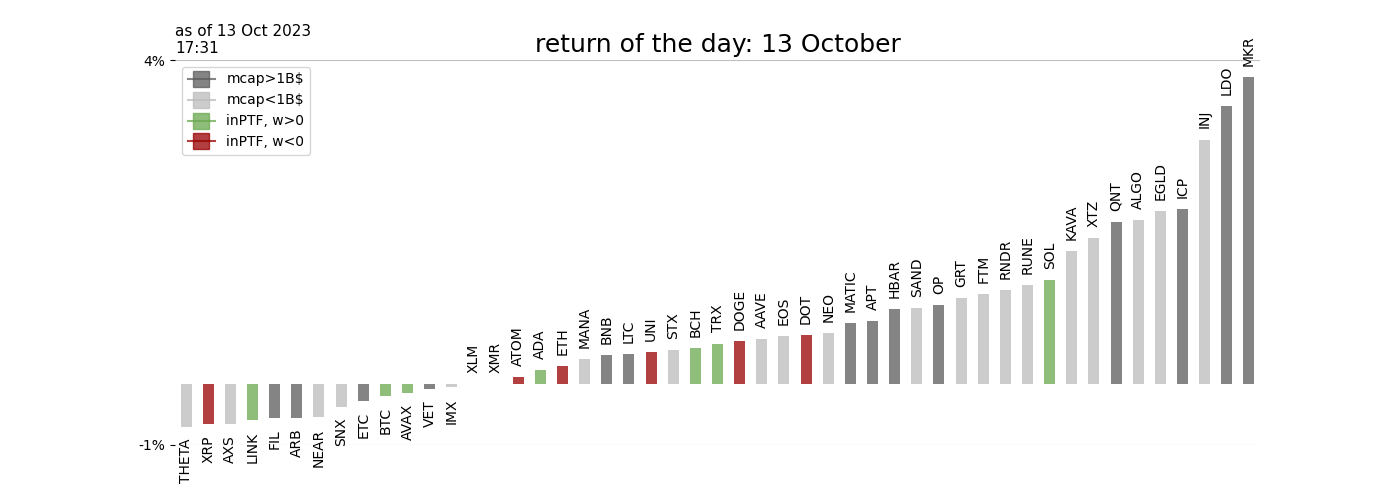 as of 13 Oct 2023
17:31
return of the day: 13 October
4%
mcap>1B$
mcap<1B$
inPTF, w>0
inPTF, w<0
-1%
THETA
XRP
AXS
LINK
FIL
ARB
NEAR
SNX
ETC
BTC
AVAX
VET
IMX
XLM
XMR
ATOM
ADA
ETH
MANA
BNB
LTC
UNI
STX
BCH
TRX
DOGE
AAVE
EOS
DOT
NEO
MATIC
APT
HBAR
SAND
OP
GRT
FTM
RNDR
RUNE
SOL
KAVA
XTZ
QNT
ALGO
EGLD
ICP
INJ
LDO
MKR